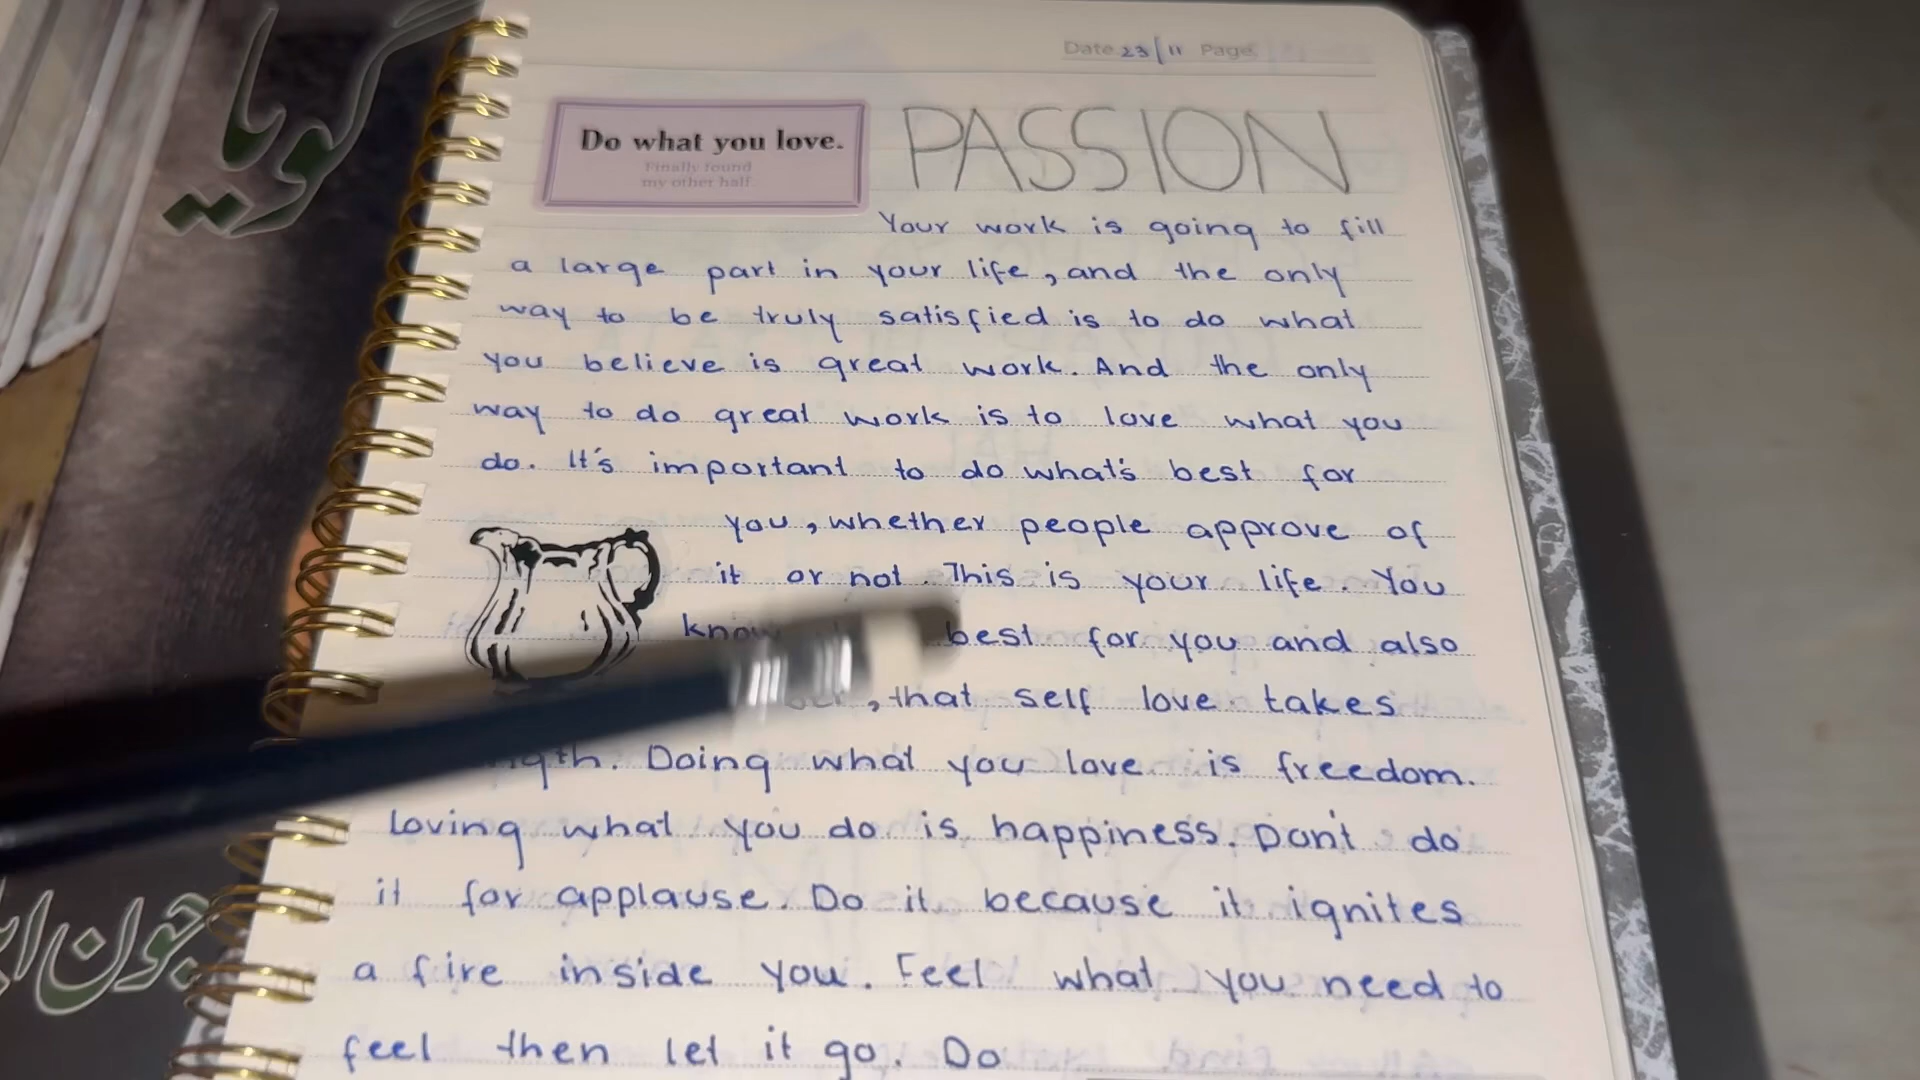 گویا
Date 23/11 Page
Do what you love.
Finally found
my other half
PASSION
Your work is going to fill
a large part in your life, and the only
way to be truly satisfied is to do what
you believe is great work. And the only
way to do great work is to love what you
do. It's important to do what's best for
you, whether people approve of
it or not. This is your life. You
know best for you and also
, that self love takes
Doing what you love is freedom.
Loving what you do is happiness. Don't do
it for applause. Do it because it ignites
a fire inside you. Feel what you need to
feel then let it go. Do
جون